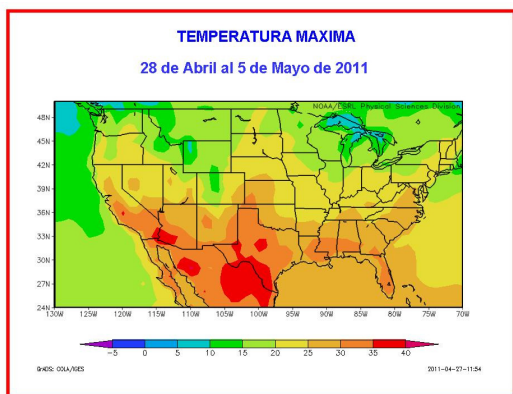 TEMPERATURA MAXIMA
28 de Abril al 5 de Mayo de 2011
NOAA/ESRL Physical Sciences Division
48N
45N
42N
39N
36N
33N
30N
27N
24N
130W 125W 120W 115W 110W 105W 100W 95W 90W 85W 80W 75W 70W
-5 0 5 10 15 20 25 30 35 40
GrADS: COLA/IGES 2011-04-27-11:54